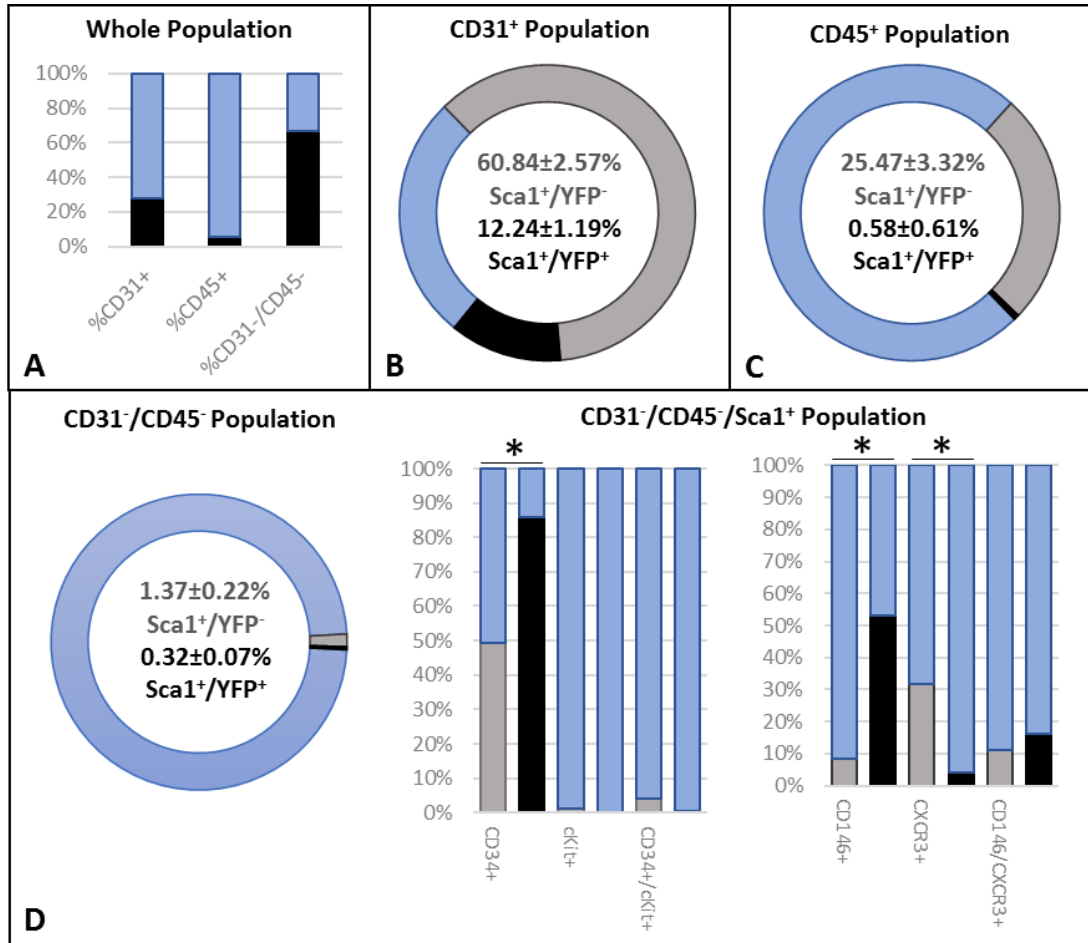 Whole Population
100%
80%
60%
40%
20%
0%
%CD31+
%CD45+
%CD31-/CD45-
A
CD31⁺ Population
60.84±2.57%
Sca1⁺/YFP⁻
12.24±1.19%
Sca1⁺/YFP⁺
B
CD45⁺ Population
25.47±3.32%
Sca1⁺/YFP⁻
0.58±0.61%
Sca1⁺/YFP⁺
C
CD31⁻/CD45⁻ Population
1.37±0.22%
Sca1⁺/YFP⁻
0.32±0.07%
Sca1⁺/YFP⁺
D
CD31⁻/CD45⁻/Sca1⁺ Population
*
100%
90%
80%
70%
60%
50%
40%
30%
20%
10%
0%
CD34+
cKit+
CD34+/cKit+
* *
100%
90%
80%
70%
60%
50%
40%
30%
20%
10%
0%
CD146+
CXCR3+
CD146/CXCR3+